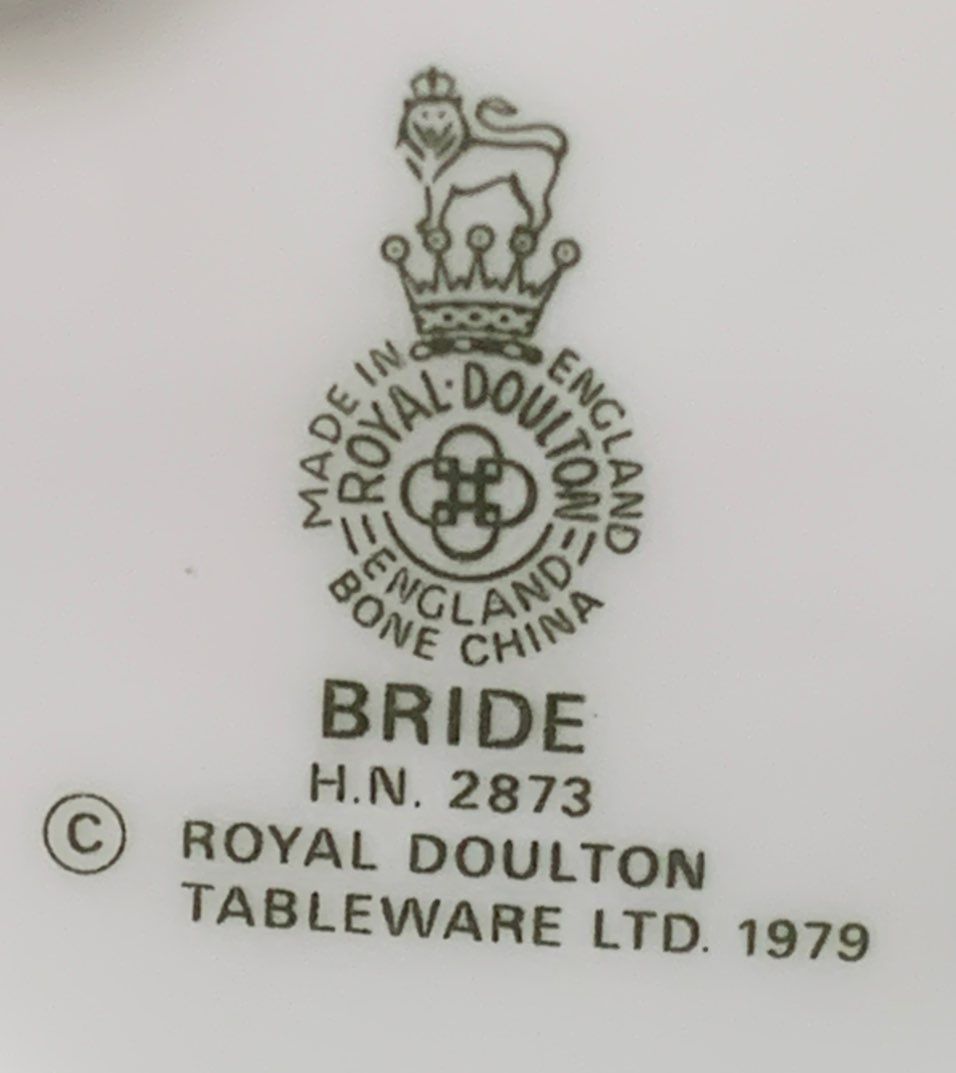 MADE IN ENGLAND
ROYAL·DOULTON
ENGLAND
BONE CHINA
BRIDE
H.N. 2873
© ROYAL DOULTON
TABLEWARE LTD. 1979